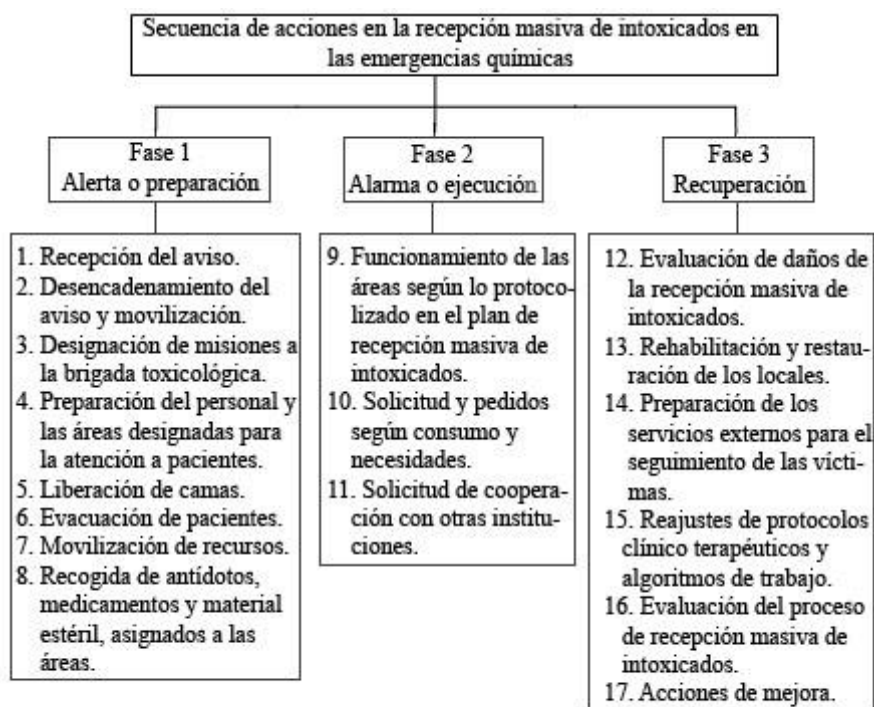 Secuencia de acciones en la recepción masiva de intoxicados en
las emergencias químicas
Fase 1
Alerta o preparación
1. Recepción del aviso.
2. Desencadenamiento del
aviso y movilización.
3. Designación de misiones a
la brigada toxicológica.
4. Preparación del personal y
las áreas designadas para
la atención a pacientes.
5. Liberación de camas.
6. Evacuación de pacientes.
7. Movilización de recursos.
8. Recogida de antídotos,
medicamentos y material
estéril, asignados a las
áreas.
Fase 2
Alarma o ejecución
9. Funcionamiento de las
áreas según lo protoco-
lizado en el plan de
recepción masiva de
intoxicados.
10. Solicitud y pedidos
según consumo y
necesidades.
11. Solicitud de coopera-
ción con otras institu-
ciones.
Fase 3
Recuperación
12. Evaluación de daños de
la recepción masiva de
intoxicados.
13. Rehabilitación y restau-
ración de los locales.
14. Preparación de los
servicios externos para el
seguimiento de las vícti-
mas.
15. Reajustes de protocolos
clínico terapéuticos y
algoritmos de trabajo.
16. Evaluación del proceso
de recepción masiva de
intoxicados.
17. Acciones de mejora.